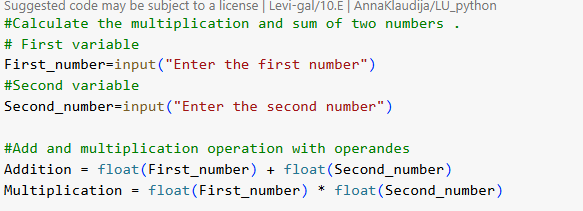 Suggested code may be subject to a license | Levi-gal/10.E | AnnaKlaudija/LU_python
#Calculate the multiplication and sum of two numbers .
# First variable
First_number=input("Enter the first number")
#Second variable
Second_number=input("Enter the second number")
#Add and multiplication operation with operandes
Addition = float(First_number) + float(Second_number)
Multiplication = float(First_number) * float(Second_number)